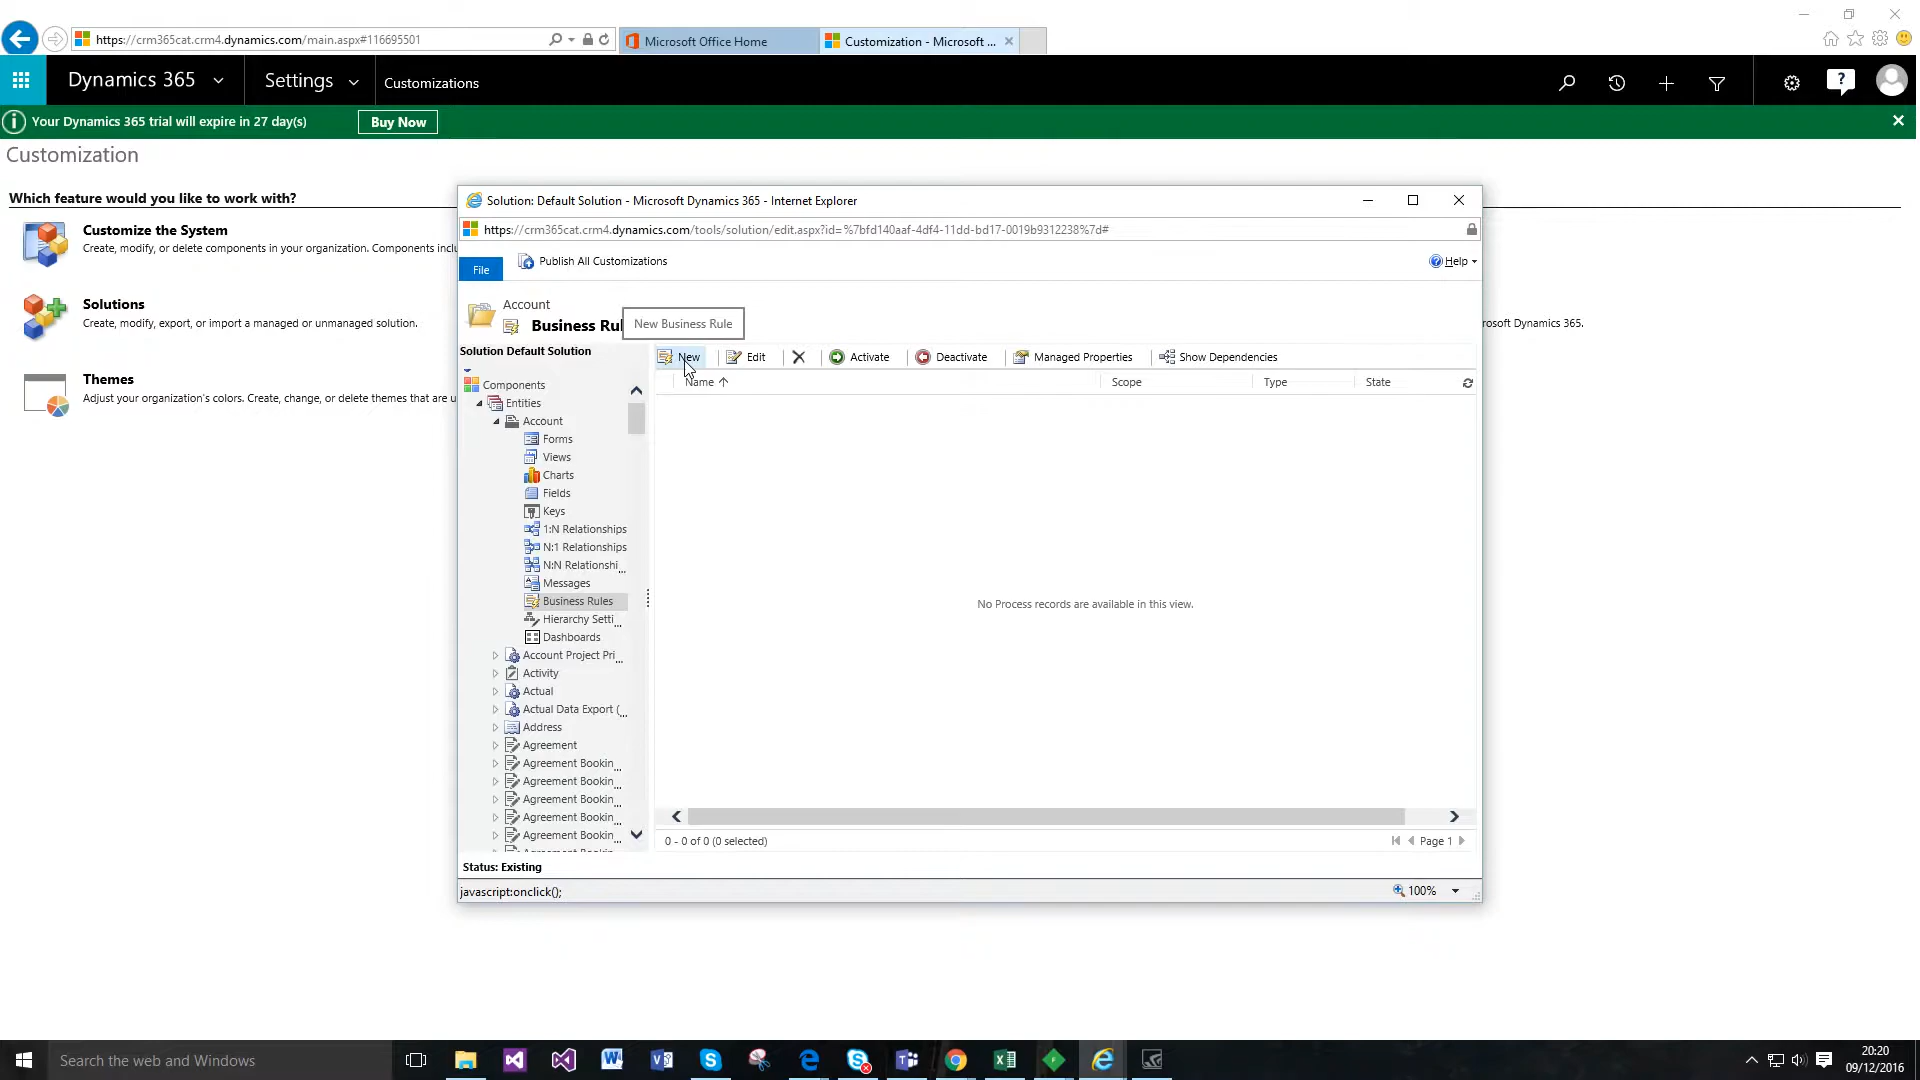 https://crm365cat.crm4.dynamics.com/main.aspx#116695501
Microsoft Office Home
Customization - Microsoft ...
Dynamics 365
Settings
Customizations
Your Dynamics 365 trial will expire in 27 day(s)
Buy Now
Customization
Which feature would you like to work with?
Customize the System
Create, modify, or delete components in your organization. Components inclu
Solutions
Create, modify, export, or import a managed or unmanaged solution.
Themes
Adjust your organization's colors. Create, change, or delete themes that are u
rosoft Dynamics 365.
Solution: Default Solution - Microsoft Dynamics 365 - Internet Explorer
https://crm365cat.crm4.dynamics.com/tools/solution/edit.aspx?id=%7bfd140aaf-4df4-11dd-bd17-0019b9312238%7d#
File
Publish All Customizations
Help
Account
Business Rul
New Business Rule
Solution Default Solution
New
Edit
Activate
Deactivate
Managed Properties
Show Dependencies
Name
Scope
Type
State
Components
Entities
Account
Forms
Views
Charts
Fields
Keys
1:N Relationships
N:1 Relationships
N:N Relationshi...
Messages
Business Rules
Hierarchy Setti...
Dashboards
Account Project Pri...
Activity
Actual
Actual Data Export (...
Address
Agreement
Agreement Bookin...
Agreement Bookin...
Agreement Bookin...
Agreement Bookin...
Agreement Bookin...
No Process records are available in this view.
0 - 0 of 0 (0 selected)
Page 1
Status: Existing
javascript:onclick();
100%
Search the web and Windows
20:20
09/12/2016